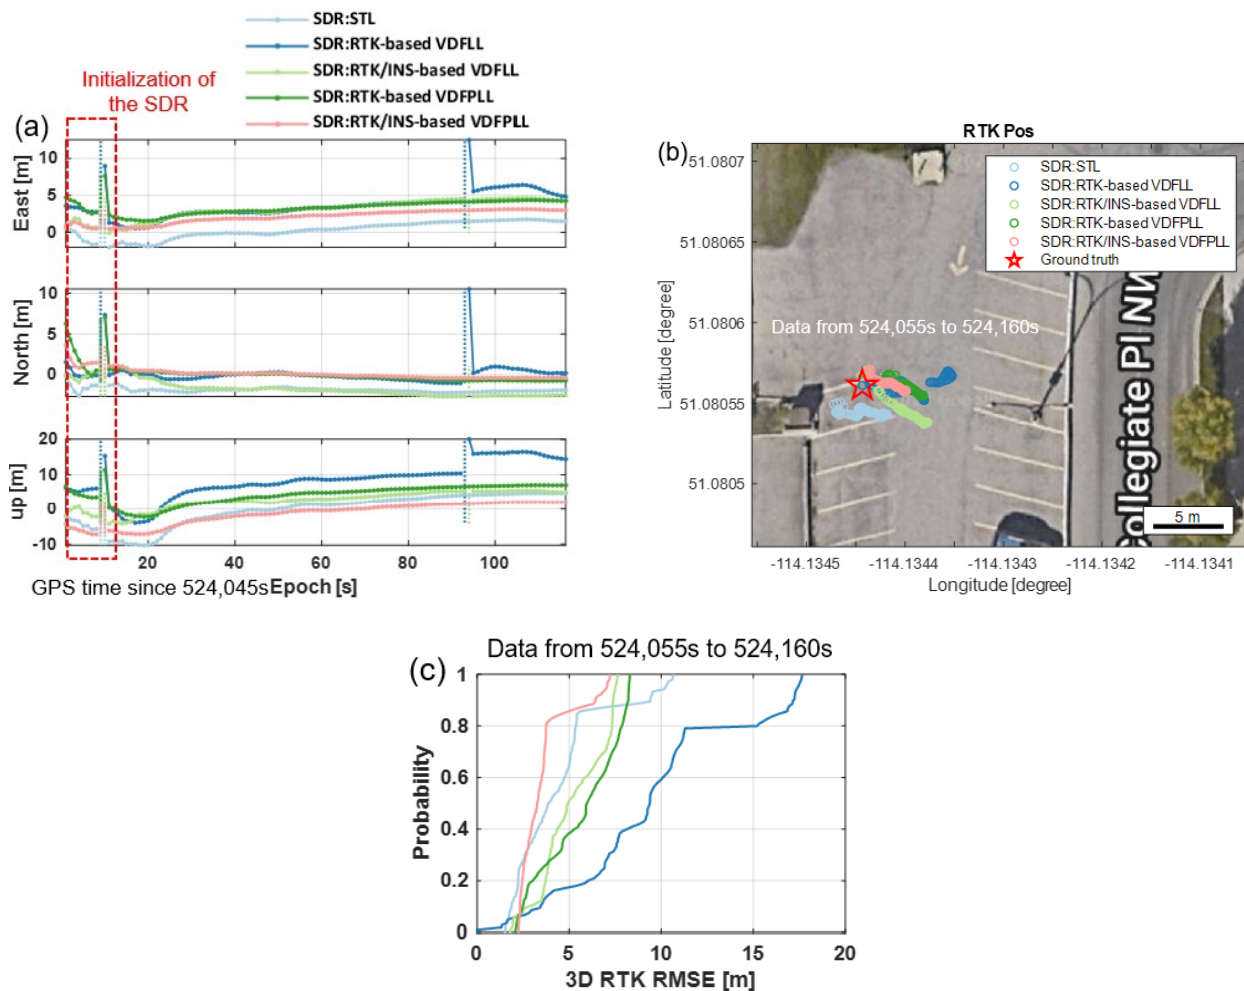 SDR:STL
SDR:RTK-based VDFLL
SDR:RTK/INS-based VDFLL
SDR:RTK-based VDFPLL
SDR:RTK/INS-based VDFPLL
Initialization of
the SDR
(a)
East [m]
10
5
0
North [m]
10
5
0
up [m]
20
10
0
-10
20
40
60
80
100
GPS time since 524,045s
Epoch [s]
RTK Pos
(b)
SDR:STL
SDR:RTK-based VDFLL
SDR:RTK/INS-based VDFLL
SDR:RTK-based VDFPLL
SDR:RTK/INS-based VDFPLL
Ground truth
Data from 524,055s to 524,160s
Collegiate Pl NW
5 m
Latitude [degree]
51.0807
51.08065
51.0806
51.08055
51.0805
-114.1345
-114.1344
-114.1343
-114.1342
-114.1341
Longitude [degree]
Data from 524,055s to 524,160s
(c)
Probability
1
0.8
0.6
0.4
0.2
0
0
5
10
15
20
3D RTK RMSE [m]